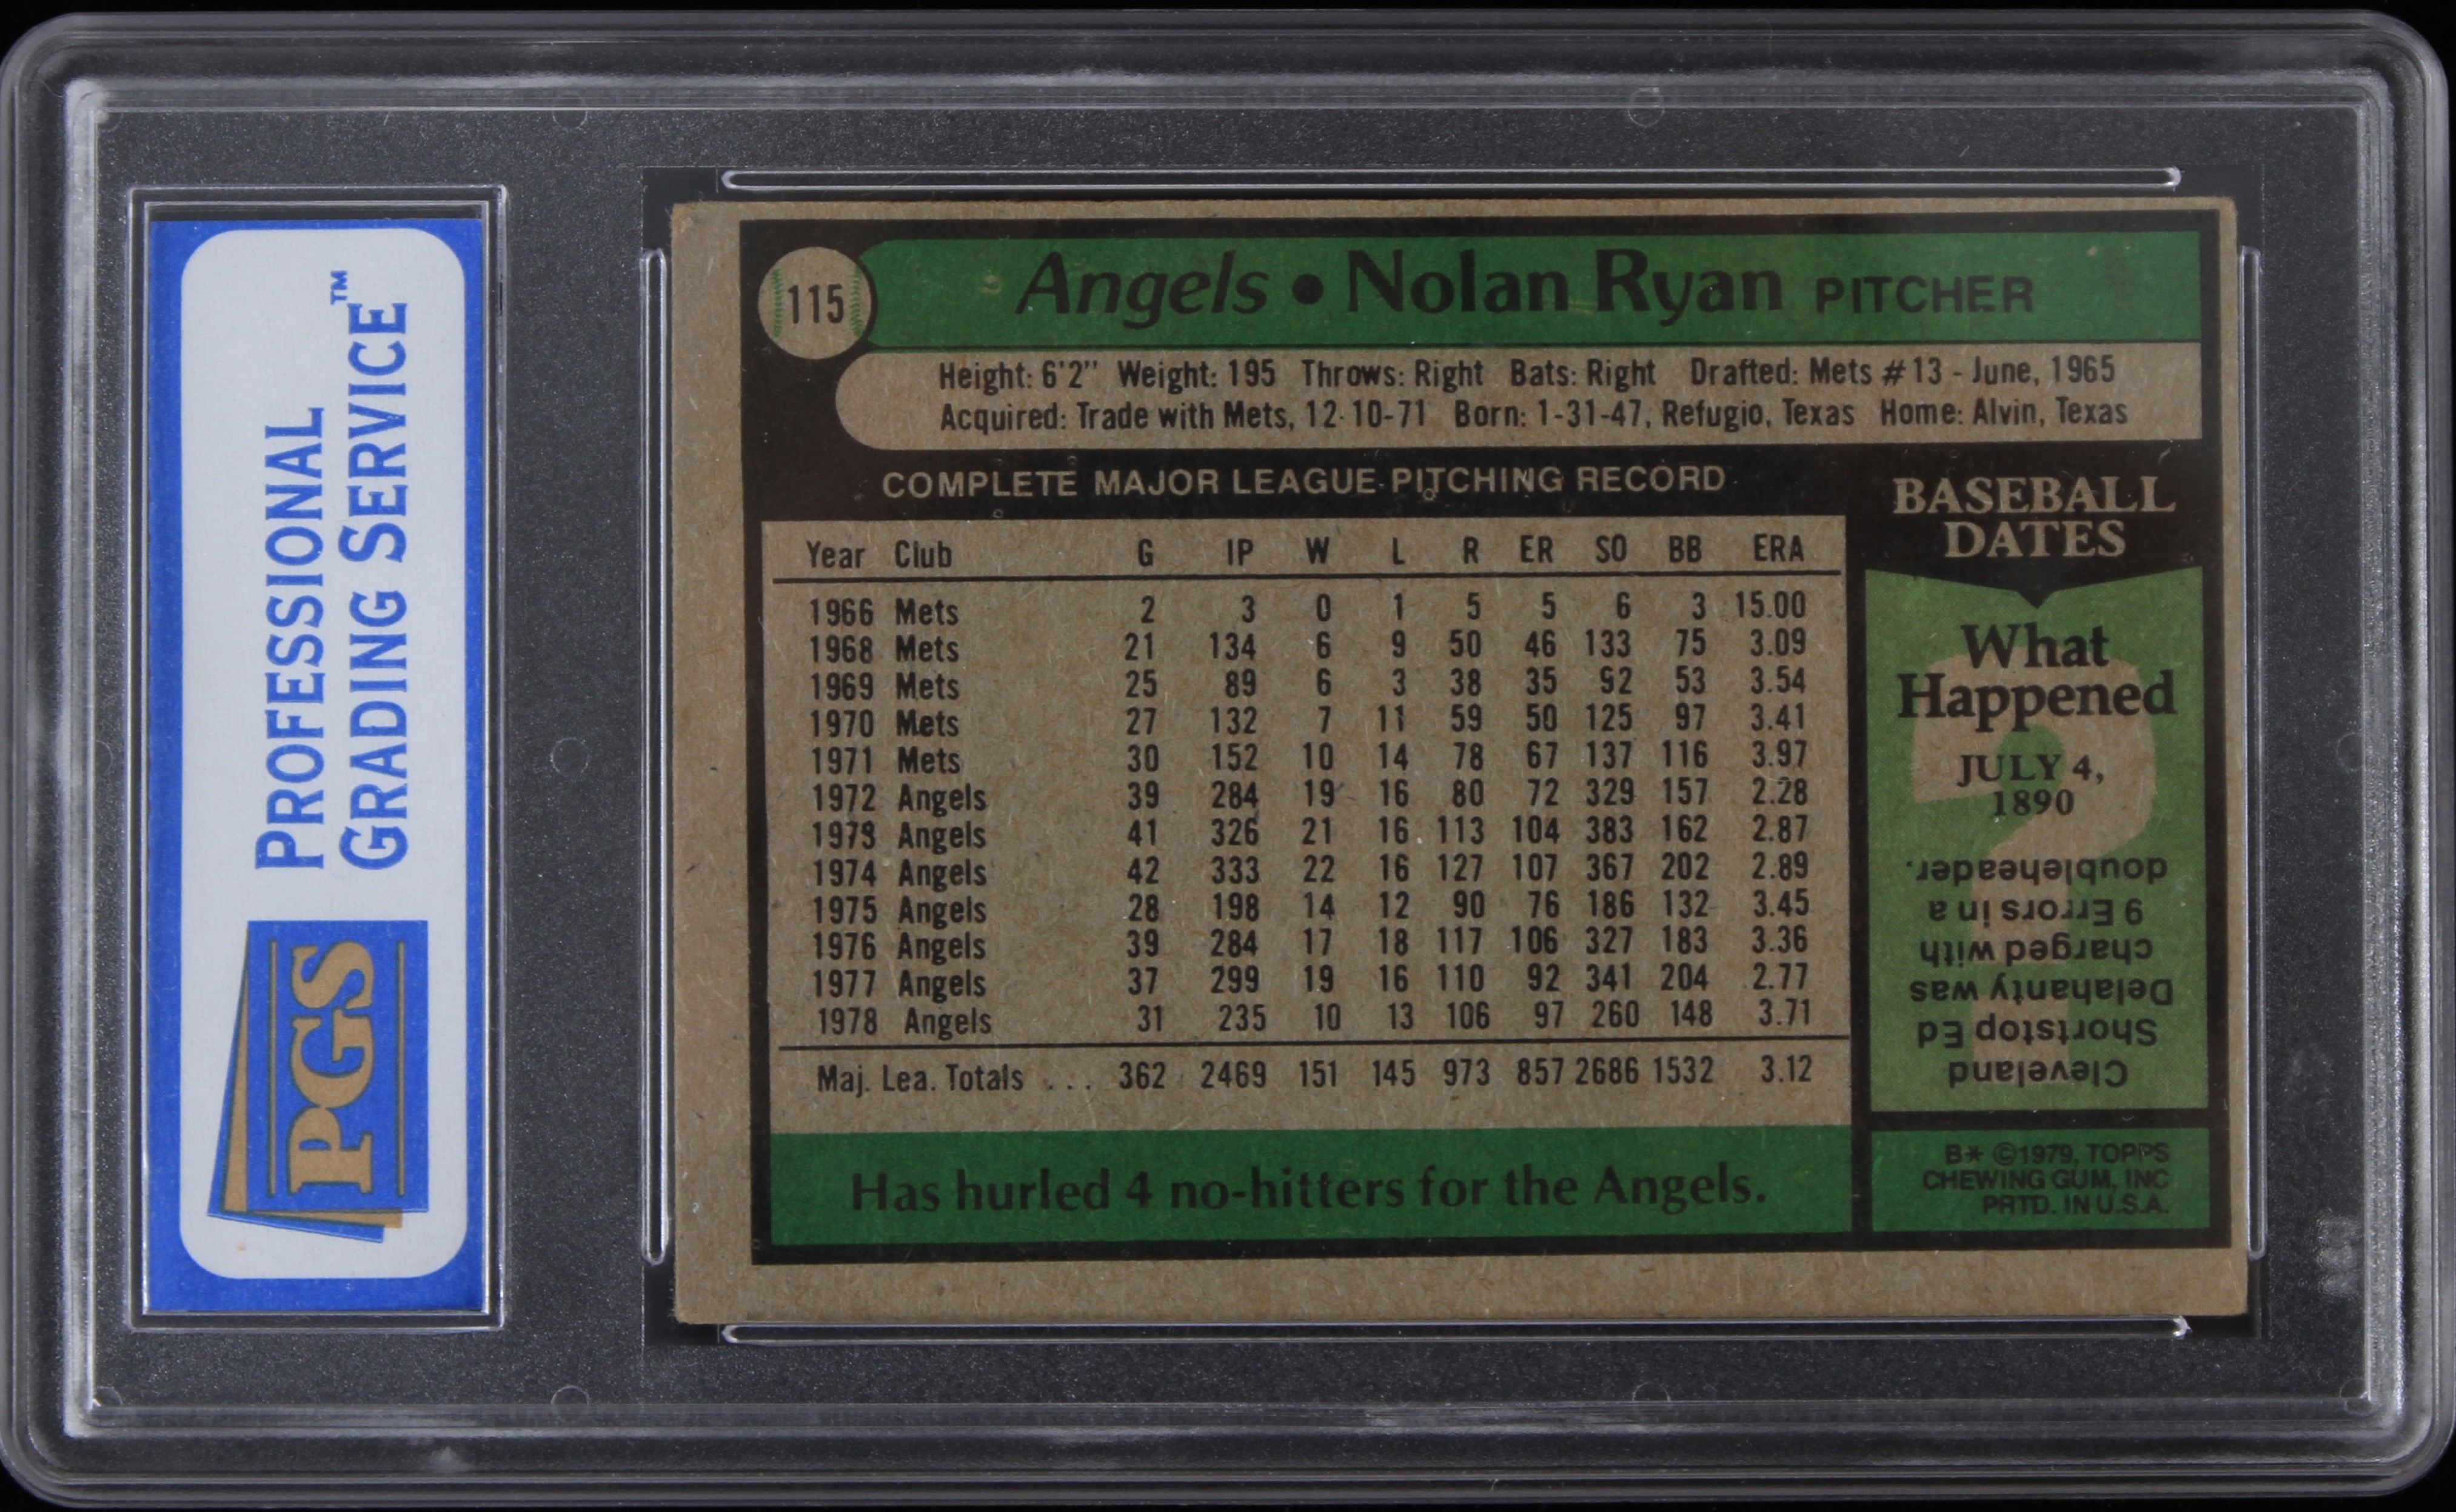 PROFESSIONAL
GRADING SERVICE™
PGS
115
Angels • Nolan Ryan PITCHER
Height: 6'2" Weight: 195 Throws: Right Bats: Right Drafted: Mets #13 - June, 1965
Acquired: Trade with Mets, 12-10-71 Born: 1-31-47, Refugio, Texas Home: Alvin, Texas
COMPLETE MAJOR LEAGUE PITCHING RECORD
Year Club G IP W L R ER SO BB ERA
1966 Mets 2 3 0 1 5 5 6 3 15.00
1968 Mets 21 134 6 9 50 46 133 75 3.09
1969 Mets 25 89 6 3 38 35 92 53 3.54
1970 Mets 27 132 7 11 59 50 125 97 3.41
1971 Mets 30 152 10 14 78 67 137 116 3.97
1972 Angels 39 284 19 16 80 72 329 157 2.28
1973 Angels 41 326 21 16 113 104 383 162 2.87
1974 Angels 42 333 22 16 127 107 367 202 2.89
1975 Angels 28 198 14 12 90 76 186 132 3.45
1976 Angels 39 284 17 18 117 106 327 183 3.36
1977 Angels 37 299 19 16 110 92 341 204 2.77
1978 Angels 31 235 10 13 106 97 260 148 3.71
Maj. Lea. Totals ... 362 2469 151 145 973 857 2686 1532 3.12
Has hurled 4 no-hitters for the Angels.
BASEBALL
DATES
What
Happened
JULY 4,
1890
Cleveland
Shortstop Ed
Delahanty was
charged with
9 Errors in a
doubleheader.
B* ©1979, TOPPS
CHEWING GUM, INC
PRTD. IN U.S.A.